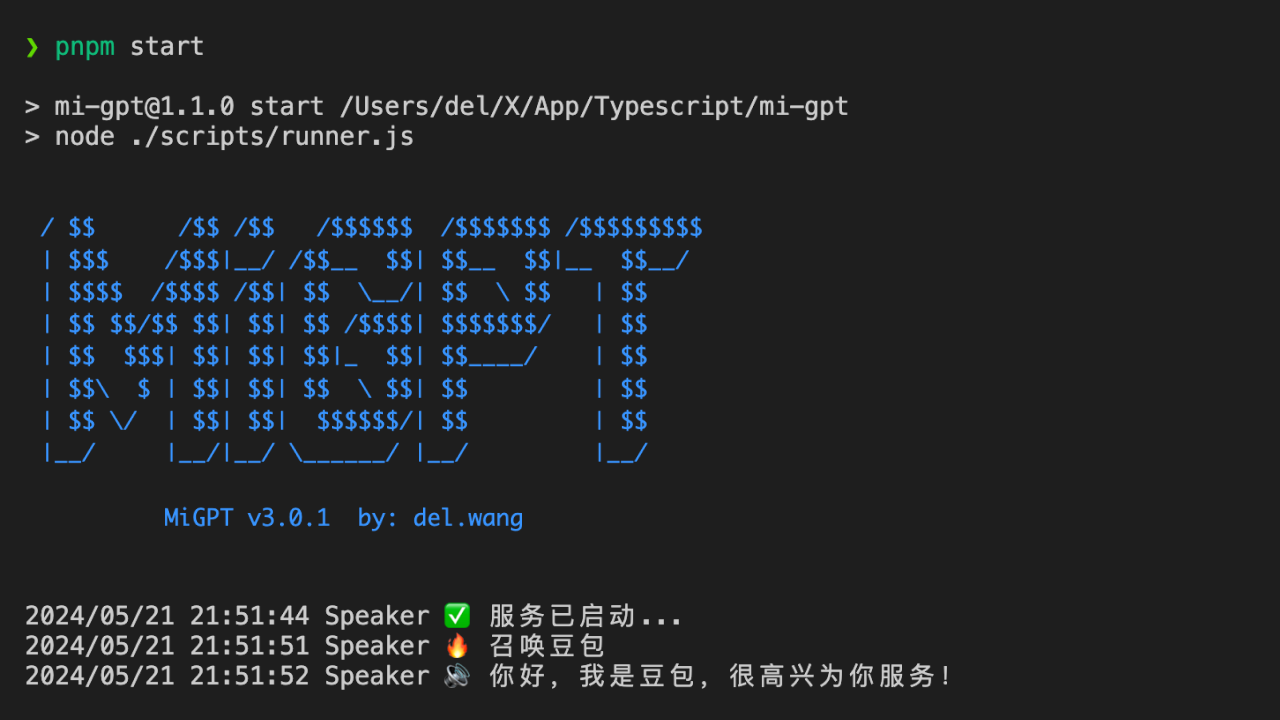 ❯ pnpm start
> mi-gpt@1.1.0 start /Users/del/X/App/Typescript/mi-gpt
> node ./scripts/runner.js
/ $$      /$$ /$$   /$$$$$$  /$$$$$$$ /$$$$$$$$$
| $$$    /$$$|__/ /$$__  $$| $$__  $$|__  $$__/
| $$$$  /$$$$ /$$| $$  \__/| $$  \ $$   | $$
| $$ $$/$$ $$| $$| $$ /$$$$| $$$$$$$/   | $$
| $$  $$$| $$| $$| $$|_  $$| $$____/    | $$
| $$\  $ | $$| $$| $$  \ $$| $$         | $$
| $$ \/  | $$| $$|  $$$$$$/| $$         | $$
|__/     |__/|__/ \______/ |__/         |__/
MiGPT v3.0.1  by: del.wang
2024/05/21 21:51:44 Speaker ✅ 服务已启动...
2024/05/21 21:51:51 Speaker 🔥 召唤豆包
2024/05/21 21:51:52 Speaker 🔊 你好，我是豆包，很高兴为你服务！